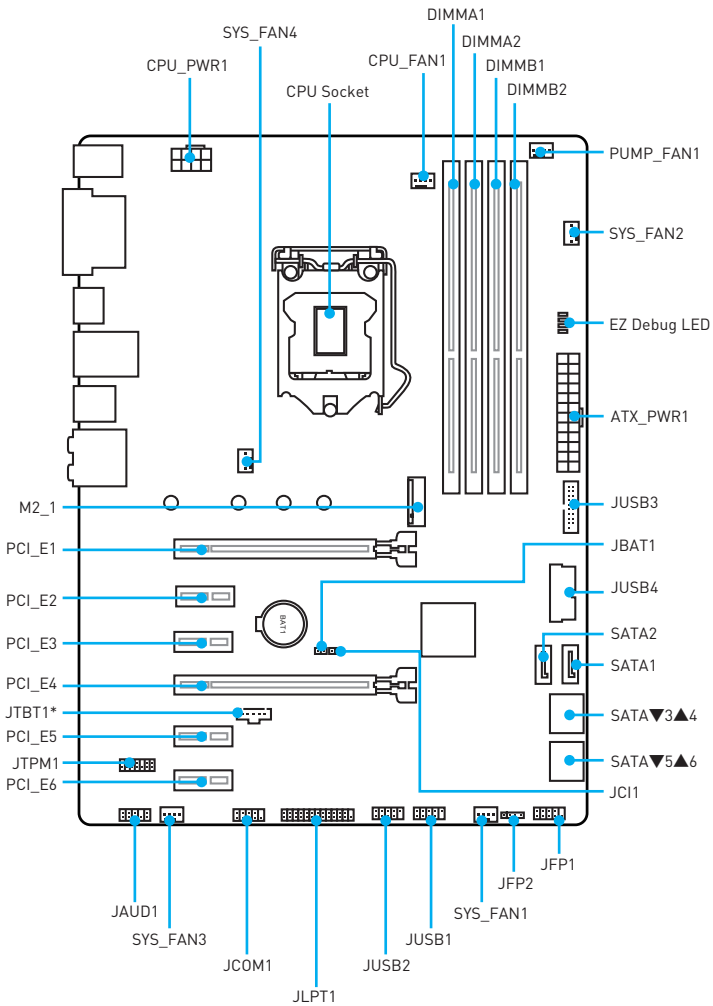 DIMMA1
SYS_FAN4
DIMMA2
CPU_FAN1
DIMMB1
CPU_PWR1
CPU Socket
DIMMB2
PUMP_FAN1
SYS_FAN2
EZ Debug LED
ATX_PWR1
M2_1
JUSB3
PCI_E1
JBAT1
PCI_E2
JUSB4
BAT1
PCI_E3
SATA2
SATA1
PCI_E4
JTBT1*
SATA▼3▲4
PCI_E5
JTPM1
SATA▼5▲6
PCI_E6
JCI1
JFP1
JFP2
JAUD1
SYS_FAN1
SYS_FAN3
JUSB1
JCOM1
JUSB2
JLPT1